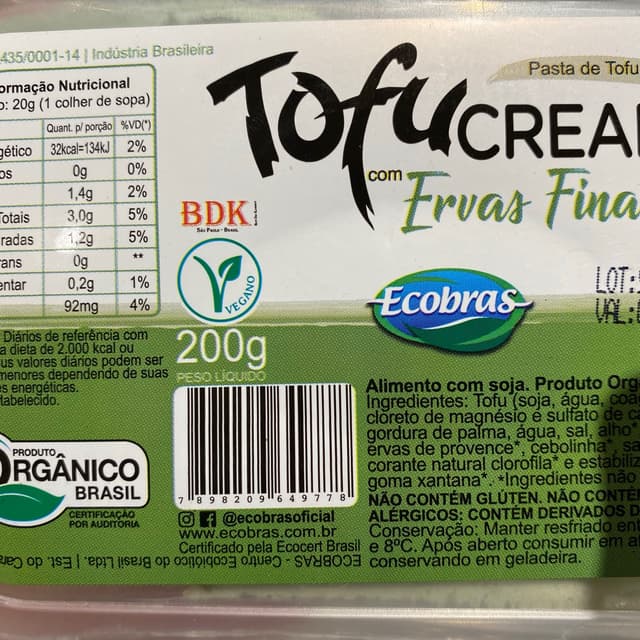 435/0001-14 | Indústria Brasileira
ormação Nutricional
o: 20g (1 colher de sopa)
Quant. p/ porção %VD(*)
gético 32kcal=134kJ 2%
os 0g 0%
1,4g 2%
Totais 3,0g 5%
radas 1,2g 5%
rans 0g **
entar 0,2g 1%
92mg 4%
Diários de referência com
a dieta de 2.000 kcal ou
us valores diários podem ser
menores dependendo de suas
es energéticas.
tabelecido.
PRODUTO
ORGÂNICO
BRASIL
CERTIFICAÇÃO
POR AUDITORIA
Pasta de Tofu
Tofu CREA
com
Ervas Fina
BDK
São Paulo - Brasil
VEGANO
Ecobras
LOT:
VAL:
200g
PESO LÍQUIDO
7 898209 649778
@ecobrasoficial
www.ecobras.com.br
Certificado pela Ecocert Brasil
Alimento com soja. Produto Org
Ingredientes: Tofu (soja, água, coa
cloreto de magnésio e sulfato de c
gordura de palma, água, sal, alho*
ervas de provence*, cebolinha*, sa
corante natural clorofila* e estabiliz
goma xantana*. *Ingredientes
NÃO CONTÉM GLÚTEN. NÃO CONTÉ
ALÉRGICOS: CONTÉM DERIVADOS D
Conservação: Manter resfriado en
e 8ºC. Após aberto consumir em at
conservando em geladeira.
ECOBRAS - Centro Ecobiótico do Brasil Ltda. | Est. do Car